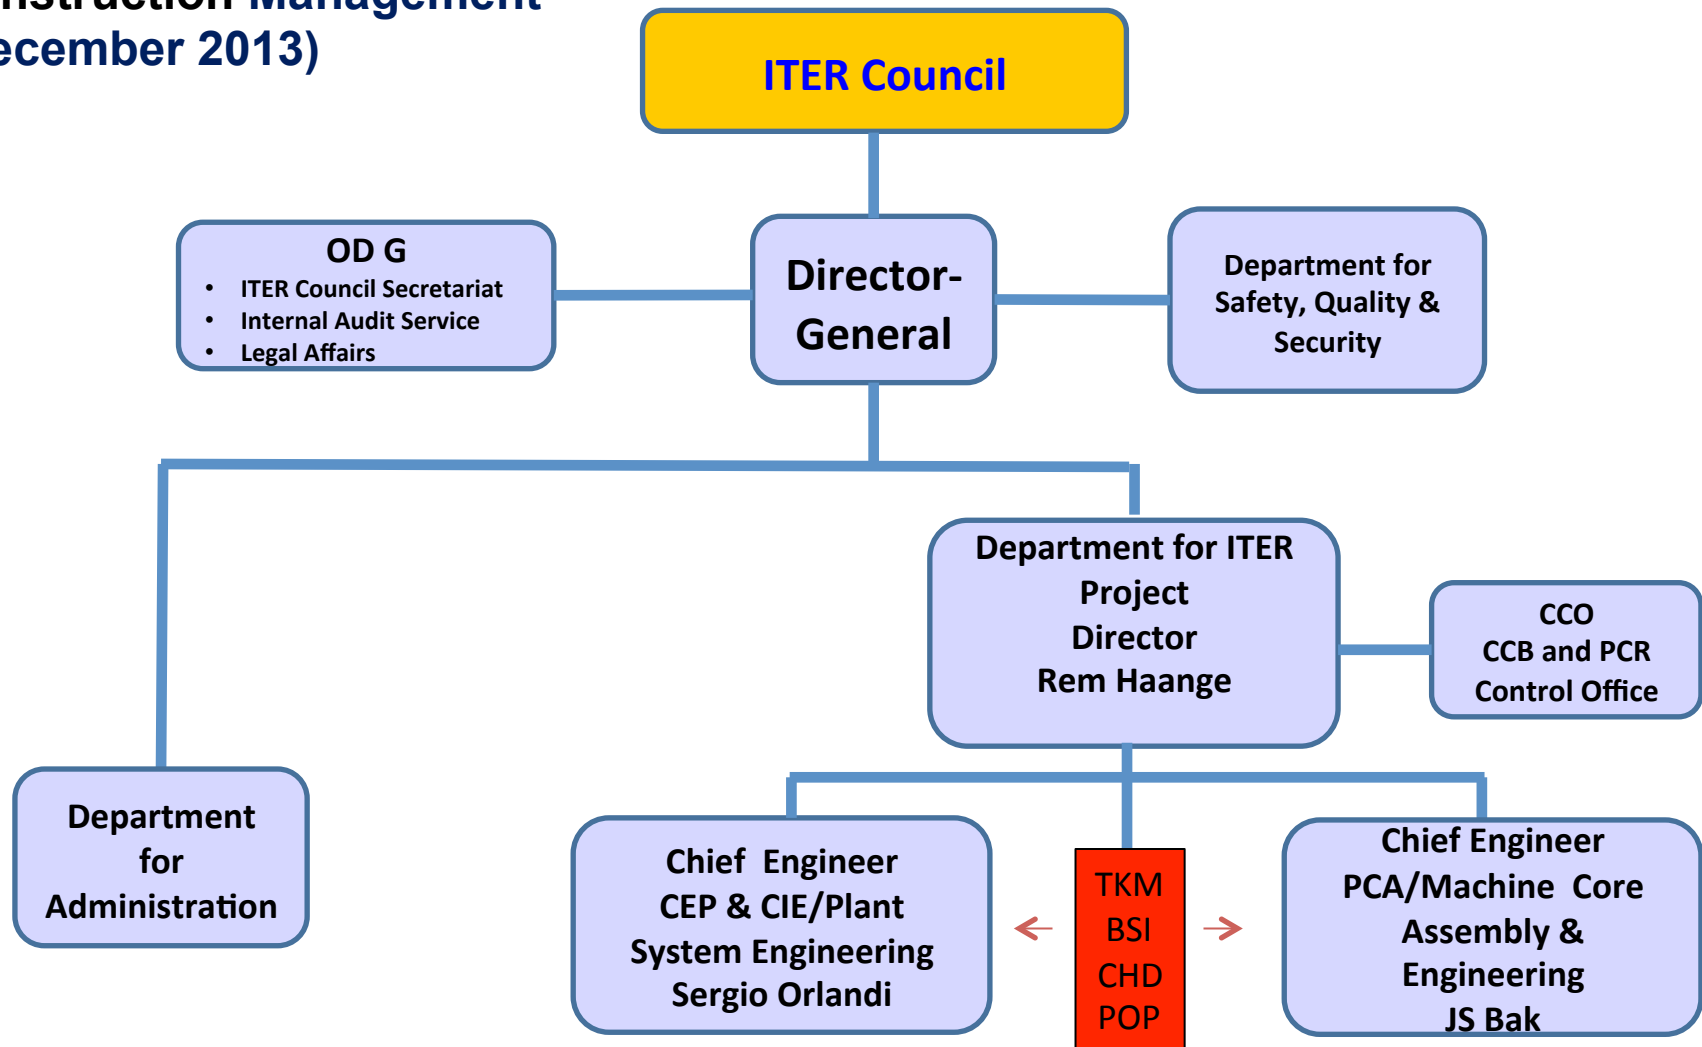 nstruction Management
ecember 2013)
ITER Council
OD G
• ITER Council Secretariat
• Internal Audit Service
• Legal Affairs
Director-
General
Department for
Safety, Quality &
Security
Department for ITER
Project
Director
Rem Haange
CCO
CCB and PCR
Control Office
Department
for
Administration
Chief Engineer
CEP & CIE/Plant
System Engineering
Sergio Orlandi
TKM
BSI
CHD
POP
Chief Engineer
PCA/Machine Core
Assembly &
Engineering
JS Bak